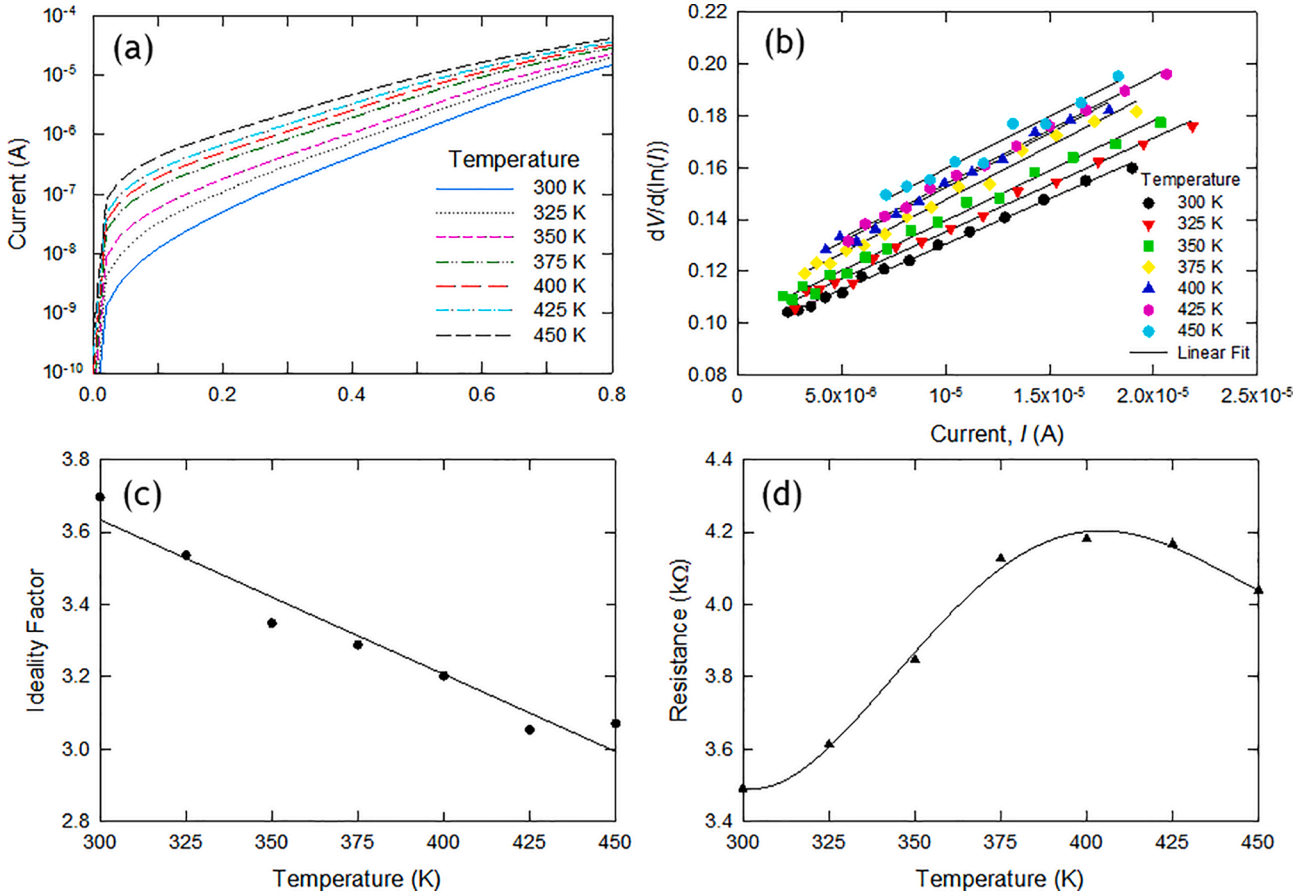 (a)
Current (A)
10⁻⁴
10⁻⁵
10⁻⁶
10⁻⁷
10⁻⁸
10⁻⁹
10⁻¹⁰
Temperature
300 K
325 K
350 K
375 K
400 K
425 K
450 K
0.0 0.2 0.4 0.6 0.8
(b)
dV/d(ln(I))
0.22
0.20
0.18
0.16
0.14
0.12
0.10
0.08
Temperature
300 K
325 K
350 K
375 K
400 K
425 K
450 K
Linear Fit
0 5.0x10⁻⁶ 10⁻⁵ 1.5x10⁻⁵ 2.0x10⁻⁵ 2.5x10⁻⁵
Current, I (A)
(c)
Ideality Factor
3.8
3.6
3.4
3.2
3.0
2.8
300 325 350 375 400 425 450
Temperature (K)
(d)
Resistance (kΩ)
4.4
4.2
4.0
3.8
3.6
3.4
300 325 350 375 400 425 450
Temperature (K)